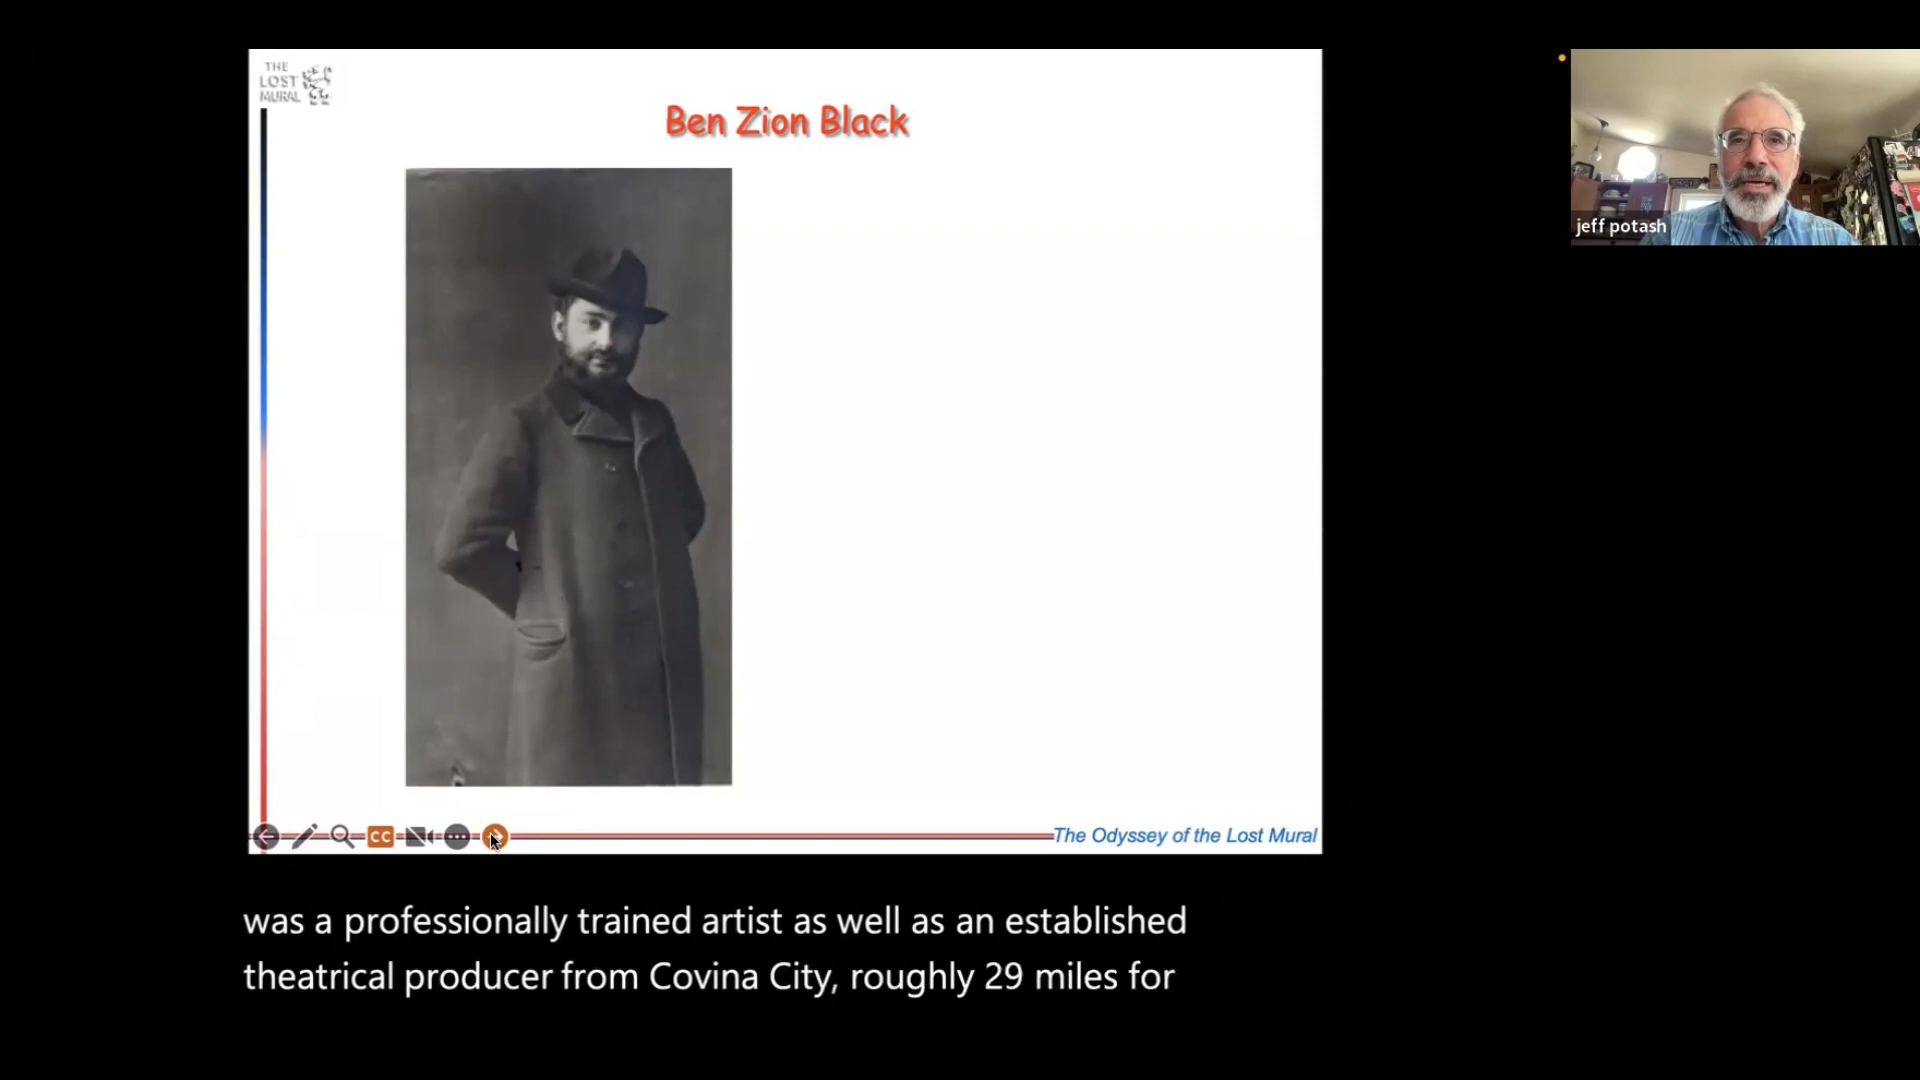 THE
LOST
MURAL
Ben Zion Black
jeff potash
CC
The Odyssey of the Lost Mural
was a professionally trained artist as well as an established
theatrical producer from Covina City, roughly 29 miles for